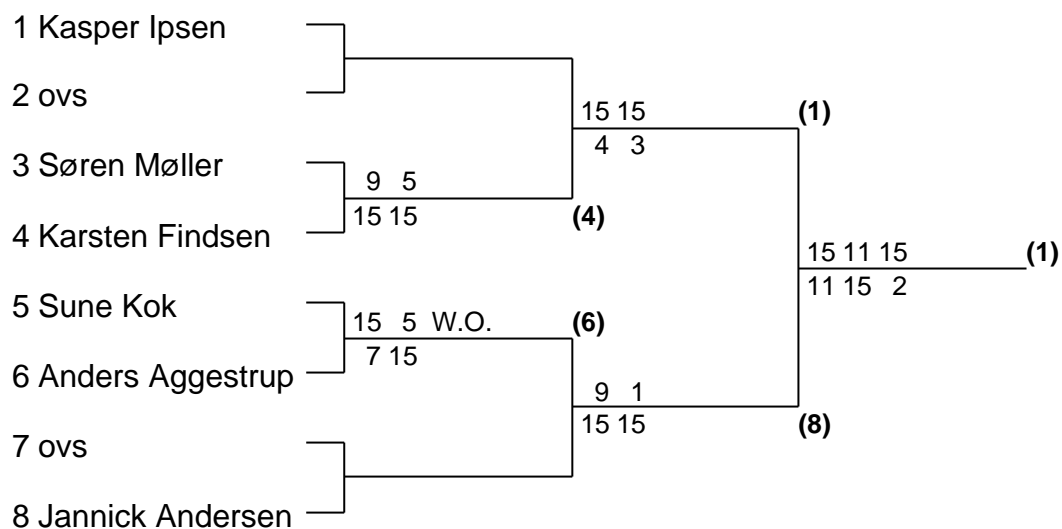 1 Kasper Ipsen
2 ovs
15 15 (1)
4 3
3 Søren Møller
9 5
15 15 (4)
4 Karsten Findsen
15 11 15 (1)
11 15 2
5 Sune Kok
15 5 W.O. (6)
7 15
6 Anders Aggestrup
9 1
15 15 (8)
7 ovs
8 Jannick Andersen